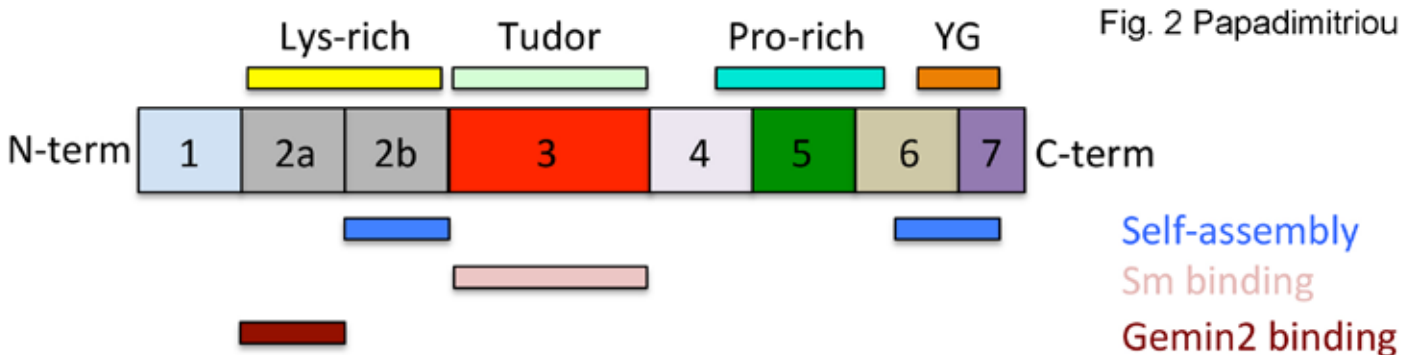 Fig. 2 Papadimitriou
Lys-rich Tudor Pro-rich YG
N-term 1 2a 2b 3 4 5 6 7 C-term
Self-assembly
Sm binding
Gemin2 binding